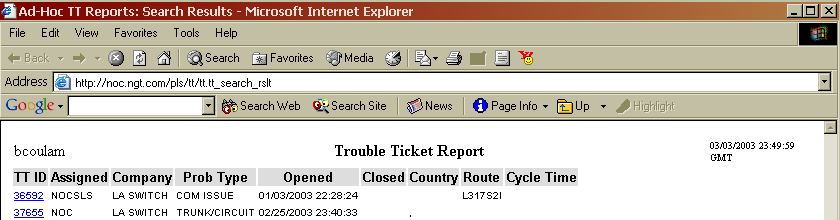 Ad-Hoc TT Reports: Search Results - Microsoft Internet Explorer
File Edit View Favorites Tools Help
Back Search Favorites Media
Address http://noc.ngt.com/pls/tt/tt.tt_search_rslt
Google Search Web Search Site News Page Info Up Highlight
bcoulam Trouble Ticket Report 03/03/2003 23:49:59
GMT
TT ID Assigned Company Prob Type Opened Closed Country Route Cycle Time
36592 NOCSLS LA SWITCH COM ISSUE 01/03/2003 22:28:24 L317S2I
37655 NOC LA SWITCH TRUNK/CIRCUIT 02/25/2003 23:40:33 .